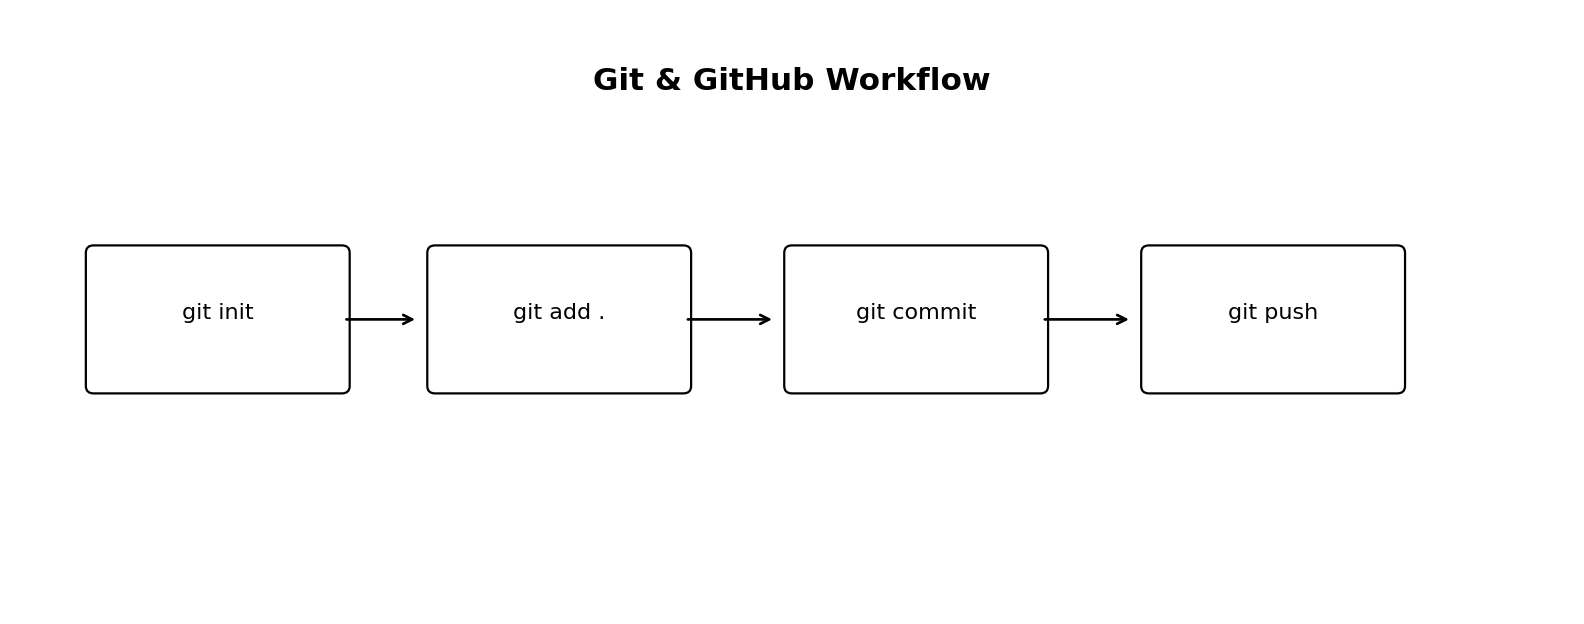 Git & GitHub Workflow
git init
git add .
git commit
git push